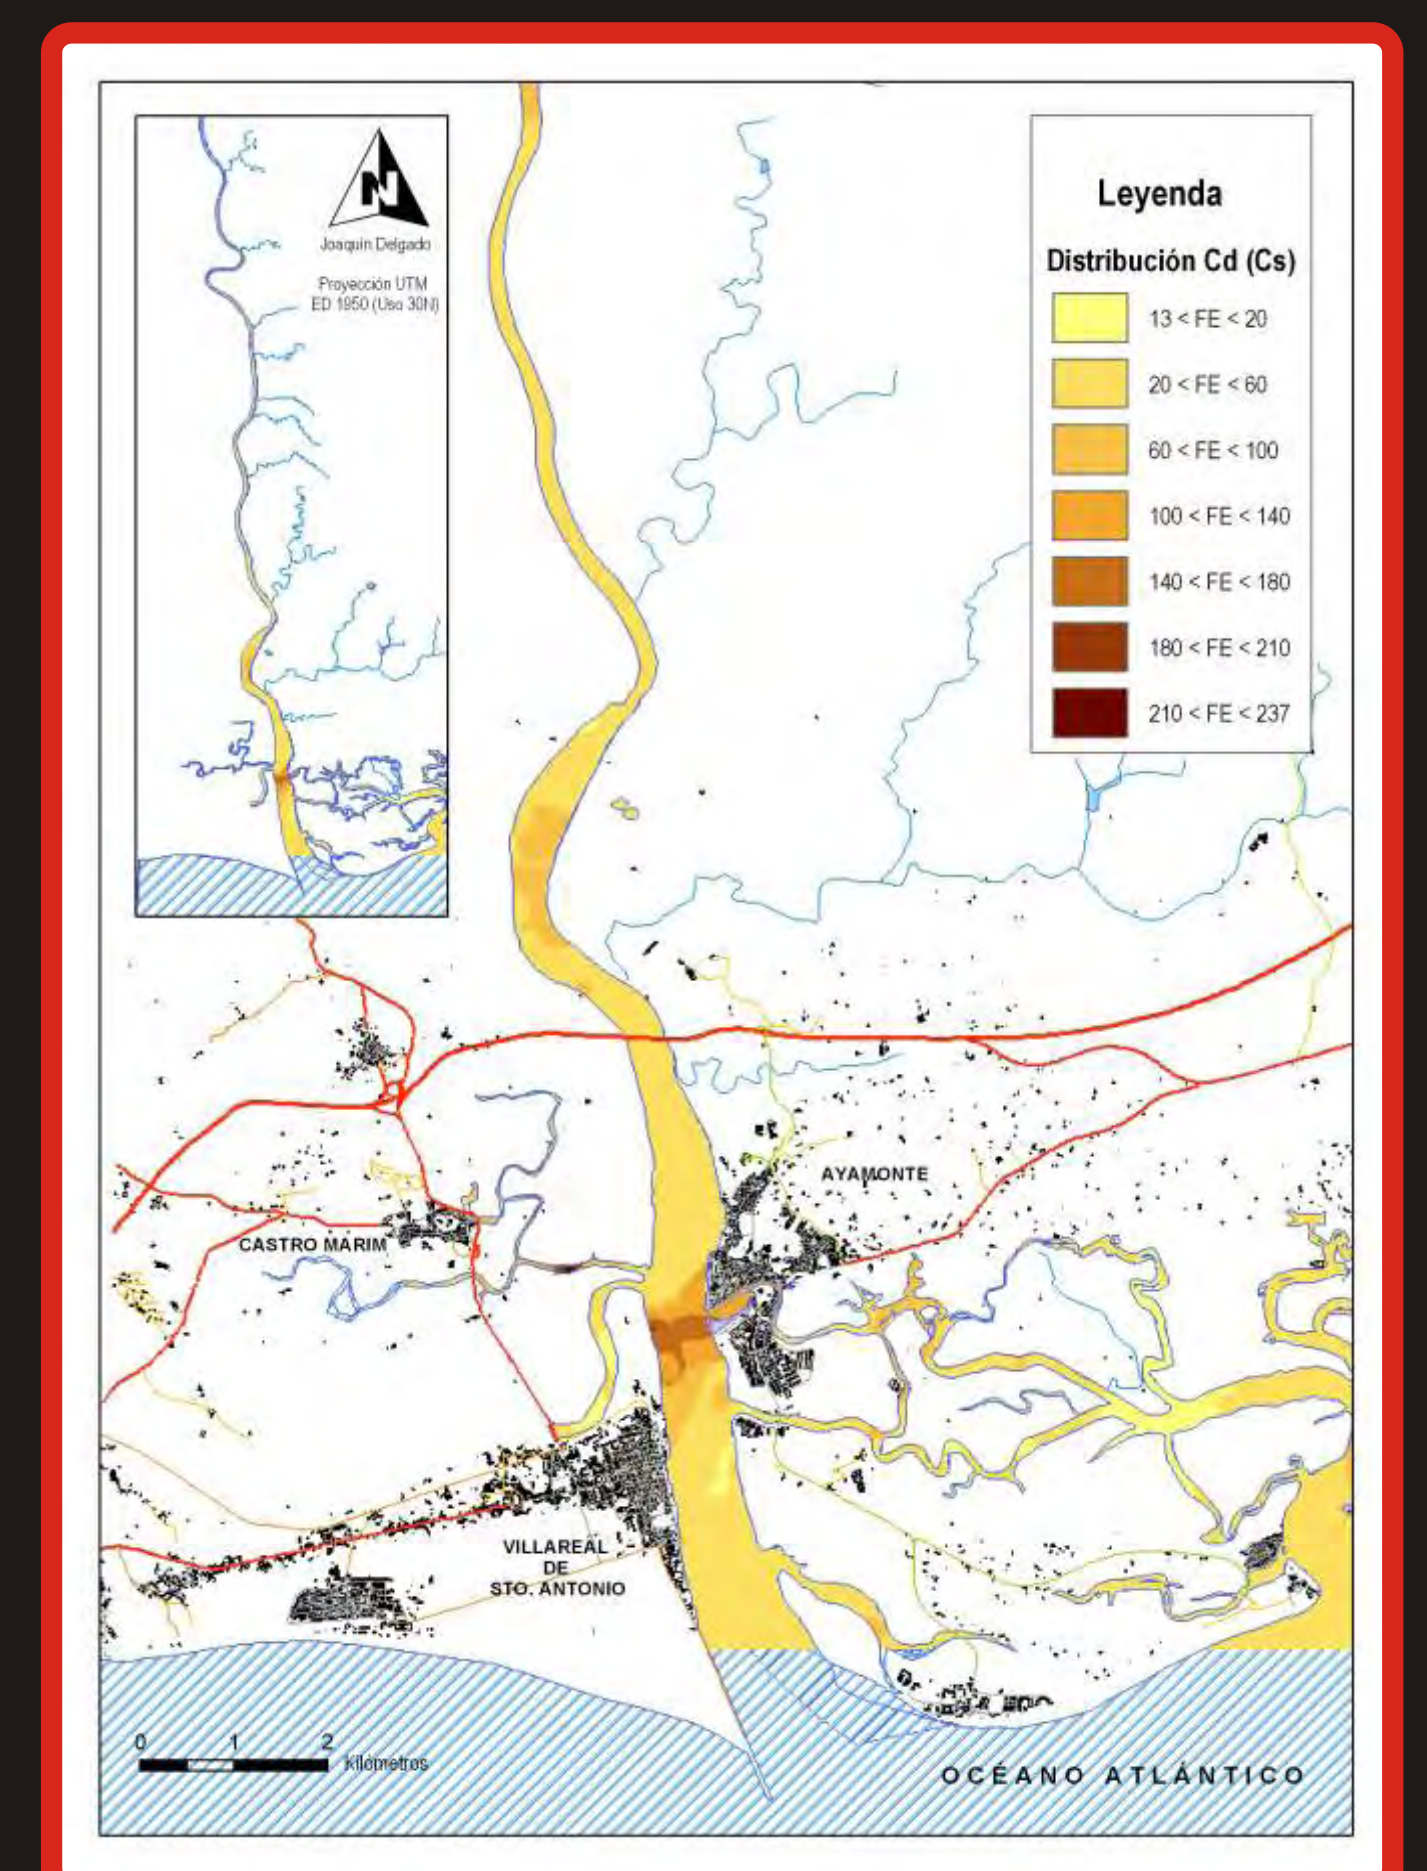 N
Joaquín Delgado
Proyección UTM
ED 1950 (Uso 30N)
Leyenda
Distribución Cd (Cs)
13 < FE < 20
20 < FE < 60
60 < FE < 100
100 < FE < 140
140 < FE < 180
180 < FE < 210
210 < FE < 237
AYAMONTE
CASTRO MARIM
VILLAREAL
DE
STO. ANTONIO
0 1 2
Kilómetros
OCÉANO ATLÁNTICO